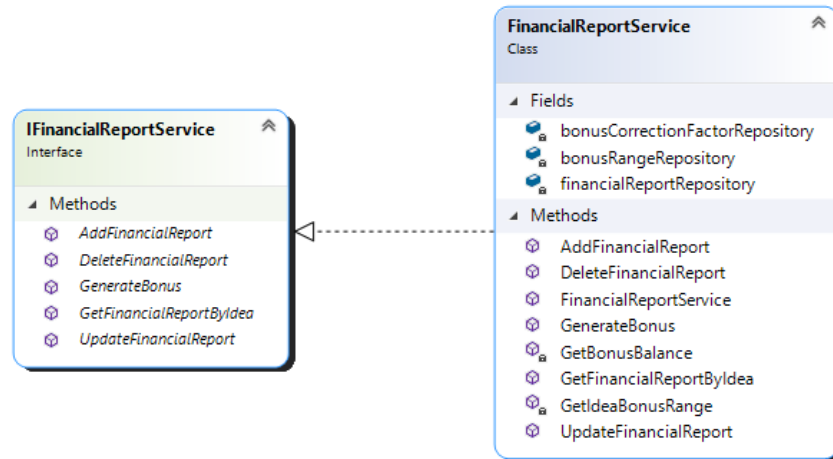 IFinancialReportService
Interface
Methods
AddFinancialReport
DeleteFinancialReport
GenerateBonus
GetFinancialReportByIdea
UpdateFinancialReport
FinancialReportService
Class
Fields
bonusCorrectionFactorRepository
bonusRangeRepository
financialReportRepository
Methods
AddFinancialReport
DeleteFinancialReport
FinancialReportService
GenerateBonus
GetBonusBalance
GetFinancialReportByIdea
GetIdeaBonusRange
UpdateFinancialReport